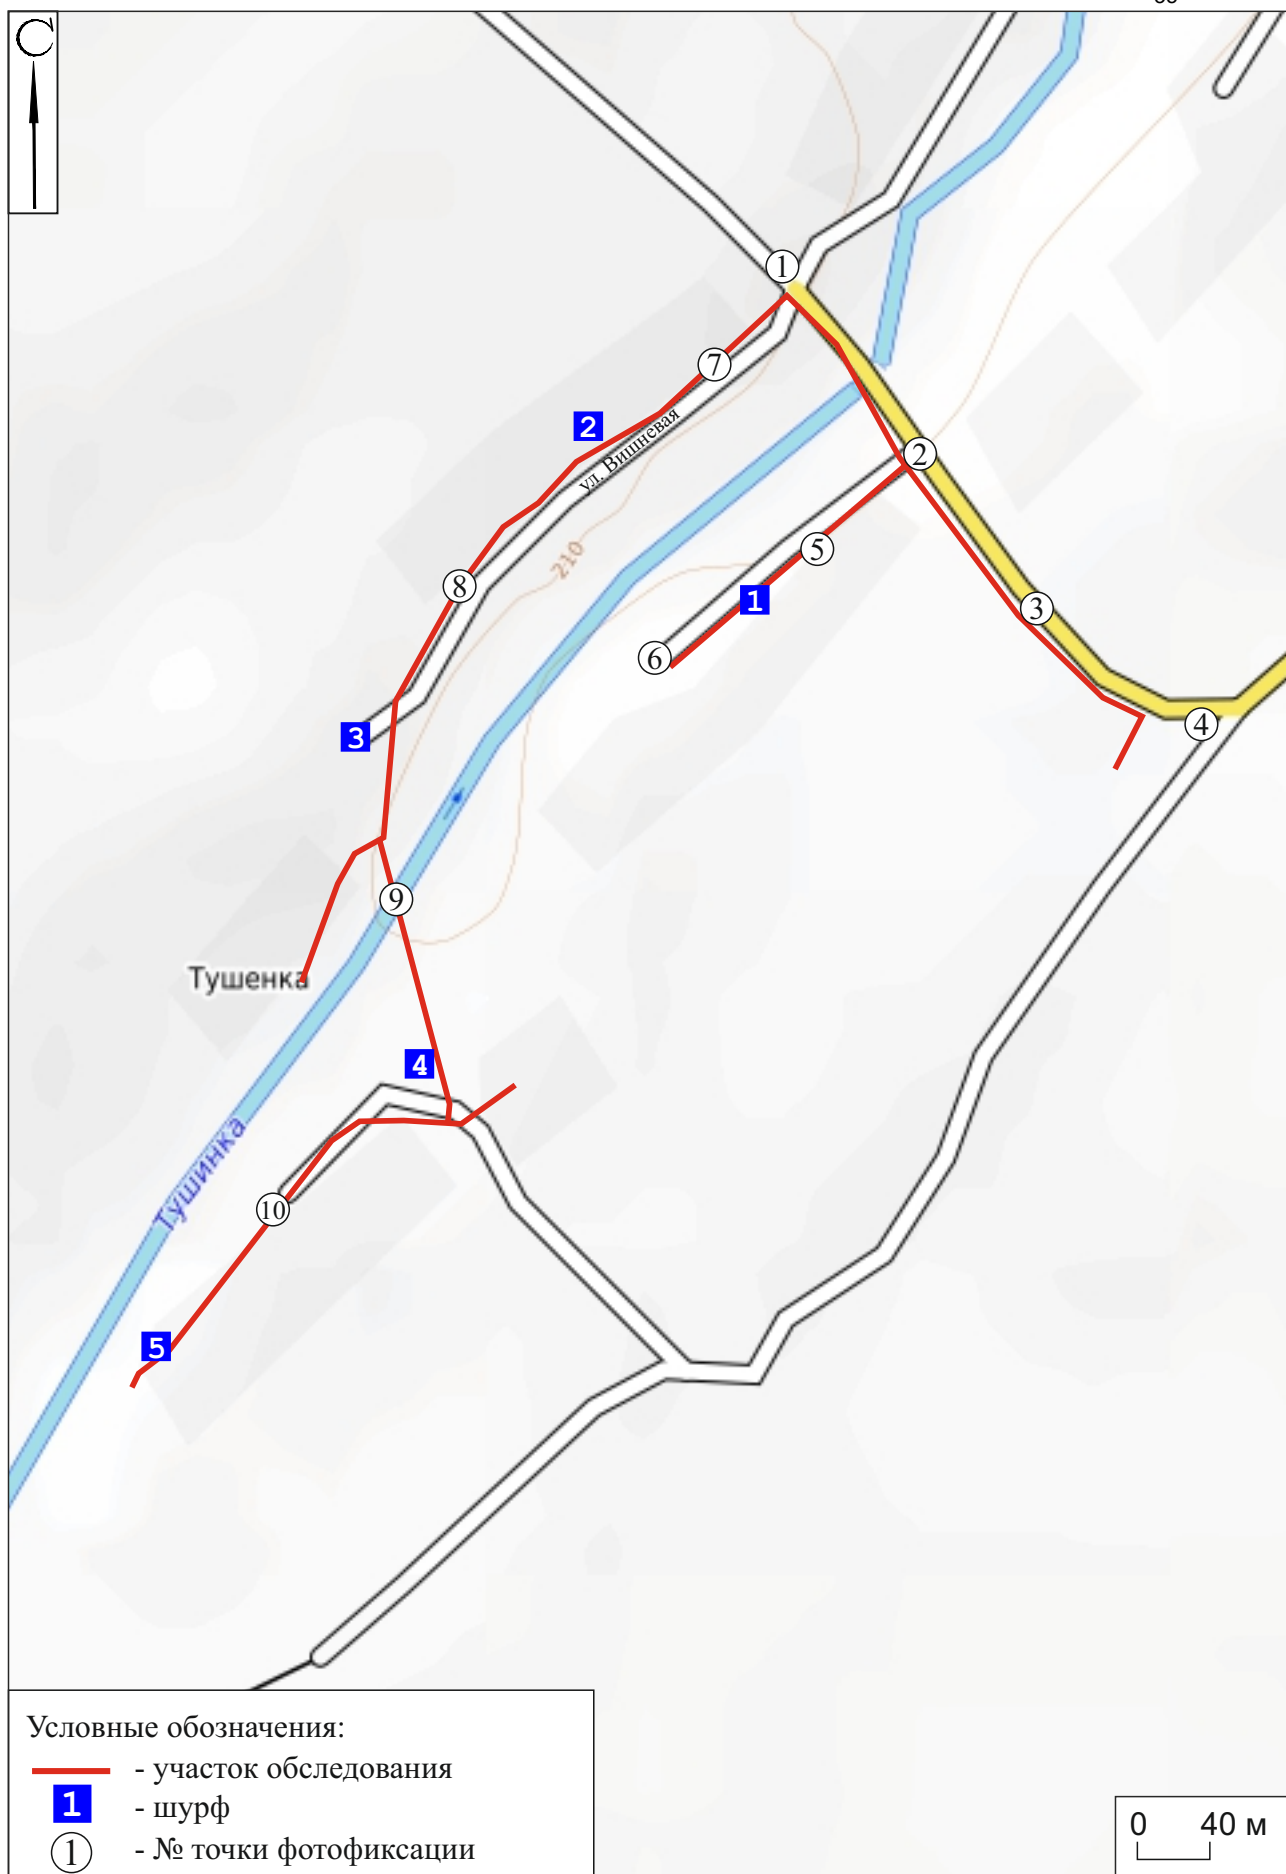 С
1
7
2
ул. Вишневая
2
210
5
8
1
3
6
3
4
9
Тушенка
4
Тушинка
10
5
Условные обозначения:
- участок обследования
1 - шурф
1 - № точки фотофиксации
0 40 м